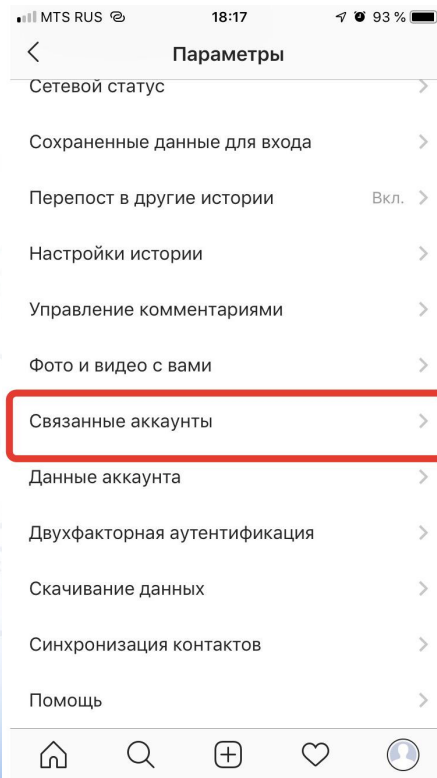 MTS RUS 18:17 93 %
Параметры
Сетевой статус
Сохраненные данные для входа
Перепост в другие истории Вкл.
Настройки истории
Управление комментариями
Фото и видео с вами
Связанные аккаунты
Данные аккаунта
Двухфакторная аутентификация
Скачивание данных
Синхронизация контактов
Помощь